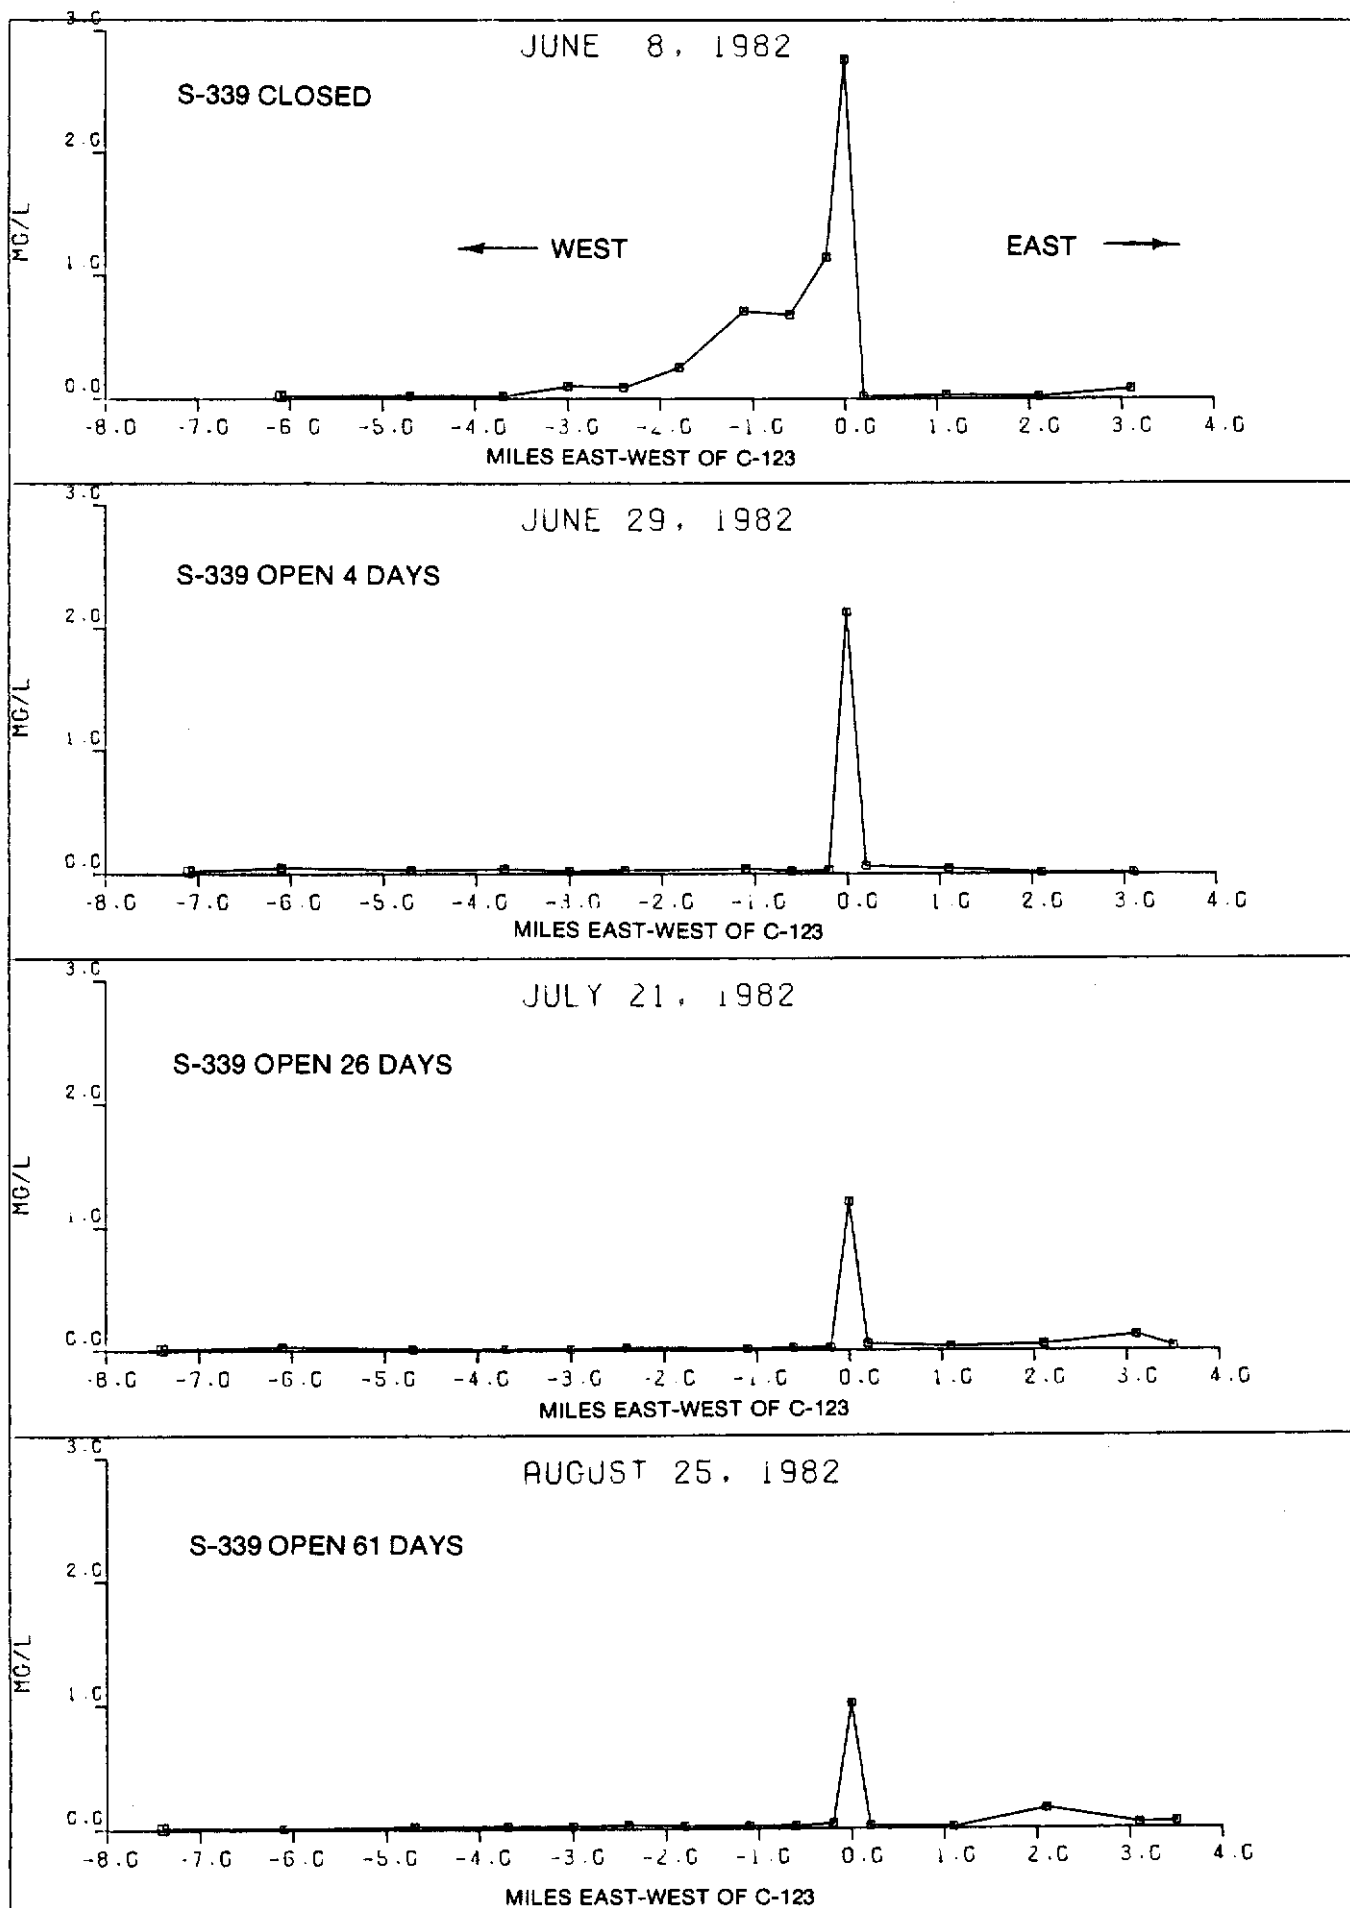 JUNE 8, 1982
S-339 CLOSED
3.0
2.0
1.0
0.0
MG/L
WEST
EAST
-8.0 -7.0 -6.0 -5.0 -4.0 -3.0 -2.0 -1.0 0.0 1.0 2.0 3.0 4.0
MILES EAST-WEST OF C-123
JUNE 29, 1982
S-339 OPEN 4 DAYS
3.0
2.0
1.0
0.0
MG/L
-8.0 -7.0 -6.0 -5.0 -4.0 -3.0 -2.0 -1.0 0.0 1.0 2.0 3.0 4.0
MILES EAST-WEST OF C-123
JULY 21, 1982
S-339 OPEN 26 DAYS
3.0
2.0
1.0
0.0
MG/L
-8.0 -7.0 -6.0 -5.0 -4.0 -3.0 -2.0 -1.0 0.0 1.0 2.0 3.0 4.0
MILES EAST-WEST OF C-123
AUGUST 25, 1982
S-339 OPEN 61 DAYS
3.0
2.0
1.0
0.0
MG/L
-8.0 -7.0 -6.0 -5.0 -4.0 -3.0 -2.0 -1.0 0.0 1.0 2.0 3.0 4.0
MILES EAST-WEST OF C-123